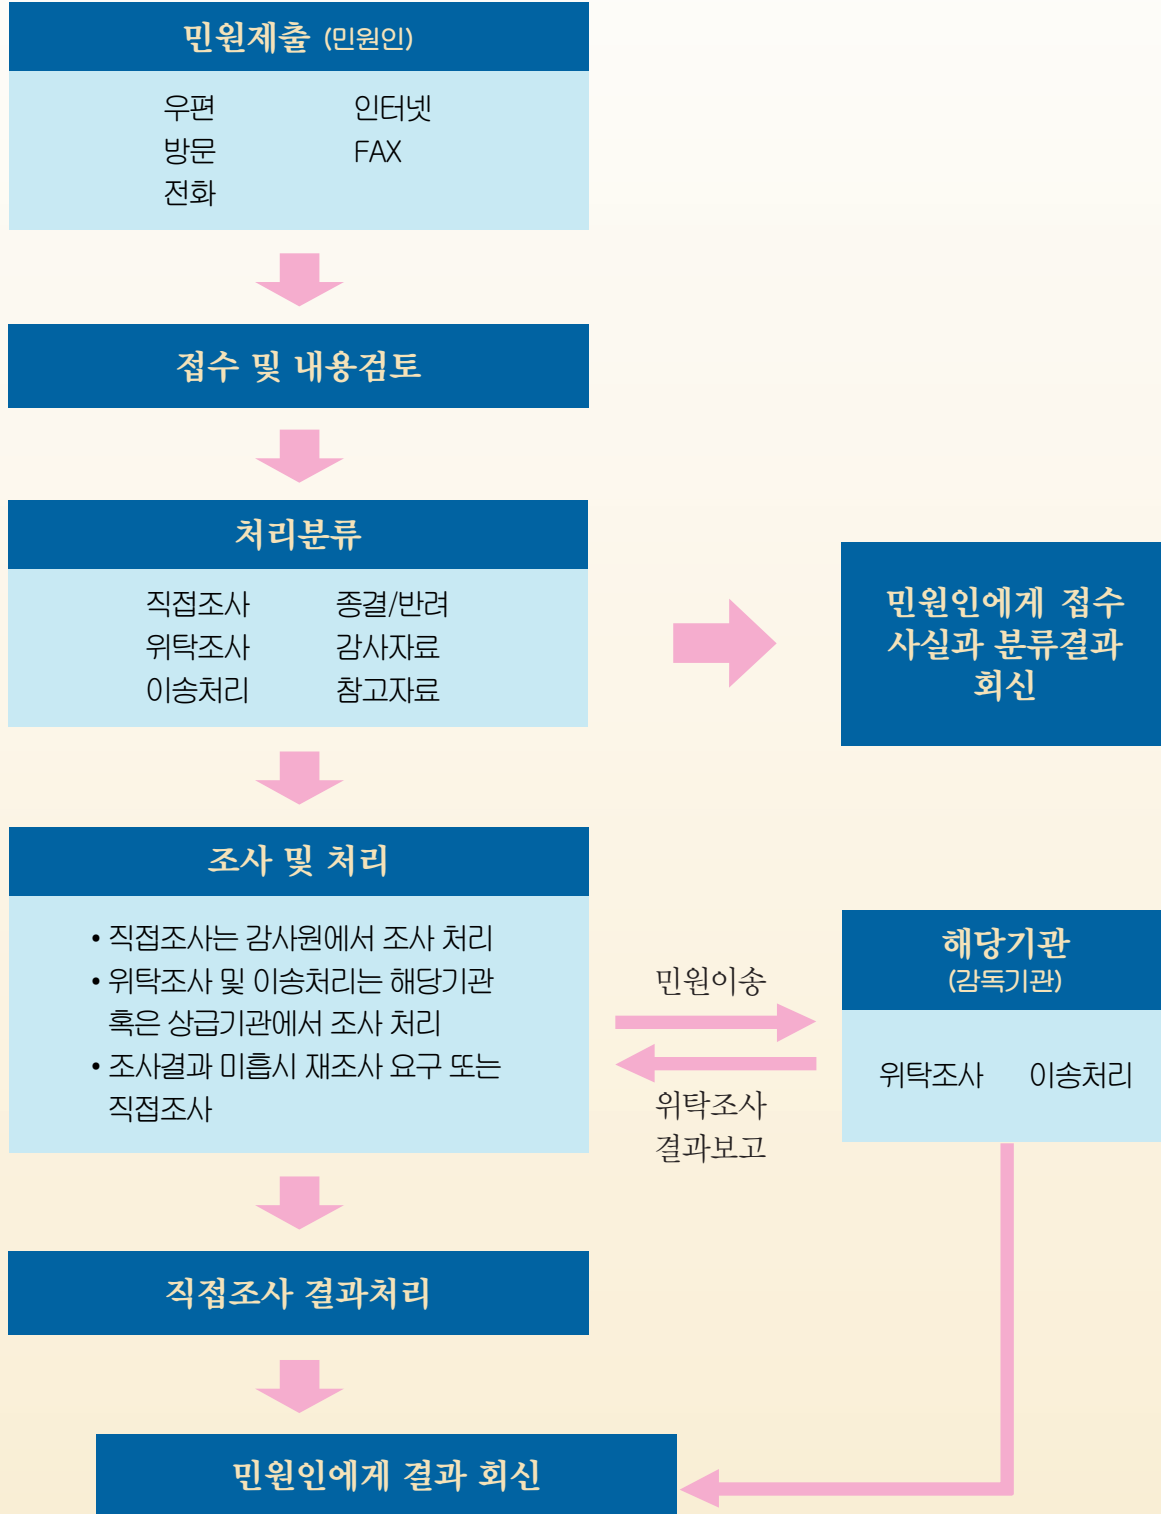 민원제출 (민원인)
우편 인터넷
방문 FAX
전화
접수 및 내용검토
처리분류
직접조사 종결/반려
위탁조사 감사자료
이송처리 참고자료
민원인에게 접수
사실과 분류결과
회신
조사 및 처리
• 직접조사는 감사원에서 조사 처리
• 위탁조사 및 이송처리는 해당기관
혹은 상급기관에서 조사 처리
• 조사결과 미흡시 재조사 요구 또는
직접조사
민원이송
위탁조사
결과보고
해당기관
(감독기관)
위탁조사 이송처리
직접조사 결과처리
민원인에게 결과 회신